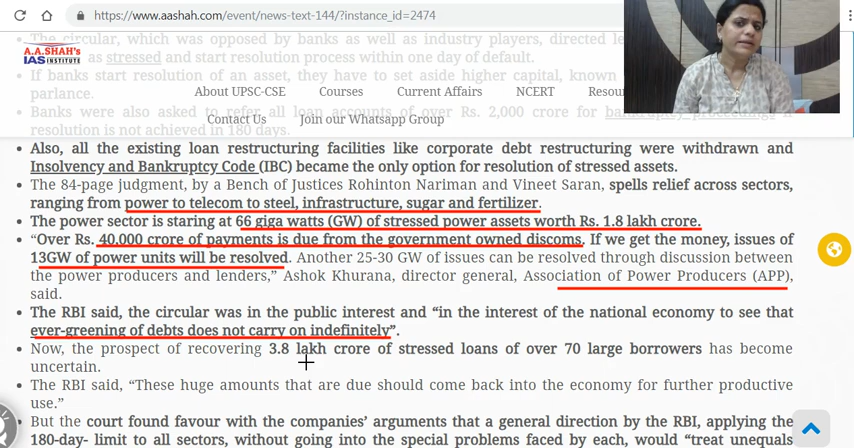 https://www.aashah.com/event/news-text-144/?instance_id=2474
The circular, which was opposed by banks as well as industry players, directed le
as stressed and start resolution process within one day of default.
A.A.SHAH'S
IAS INSTITUTE
If banks start resolution of an asset, they have to set aside higher capital, known
parlance.
About UPSC-CSE Courses Current Affairs NCERT Resou
Banks were also asked to refer all loan accounts of over Rs. 2,000 crore for bankruptcy proceedings if
Contact Us Join our Whatsapp Group
resolution is not achieved in 180 days.
Also, all the existing loan restructuring facilities like corporate debt restructuring were withdrawn and
Insolvency and Bankruptcy Code (IBC) became the only option for resolution of stressed assets.
The 84-page judgment, by a Bench of Justices Rohinton Nariman and Vineet Saran, spells relief across sectors,
ranging from power to telecom to steel, infrastructure, sugar and fertilizer.
The power sector is staring at 66 giga watts (GW) of stressed power assets worth Rs. 1.8 lakh crore.
“Over Rs. 40,000 crore of payments is due from the government owned discoms. If we get the money, issues of
13GW of power units will be resolved. Another 25-30 GW of issues can be resolved through discussion between
the power producers and lenders,” Ashok Khurana, director general, Association of Power Producers (APP),
said.
The RBI said, the circular was in the public interest and “in the interest of the national economy to see that
ever-greening of debts does not carry on indefinitely”.
Now, the prospect of recovering 3.8 lakh crore of stressed loans of over 70 large borrowers has become
uncertain.
The RBI said, “These huge amounts that are due should come back into the economy for further productive
use.”
But the court found favour with the companies’ arguments that a general direction by the RBI, applying the
180-day- limit to all sectors, without going into the special problems faced by each, would “treat unequals